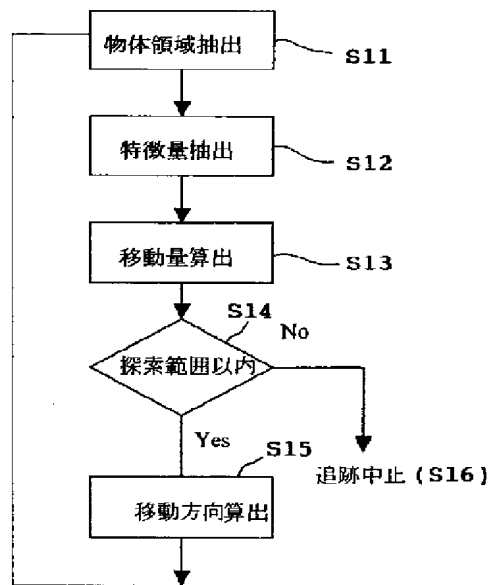 物体領域抽出
S11
特徴量抽出
S12
移動量算出
S13
S14
No
探索範囲以内
Yes
S15
追跡中止(S16)
移動方向算出